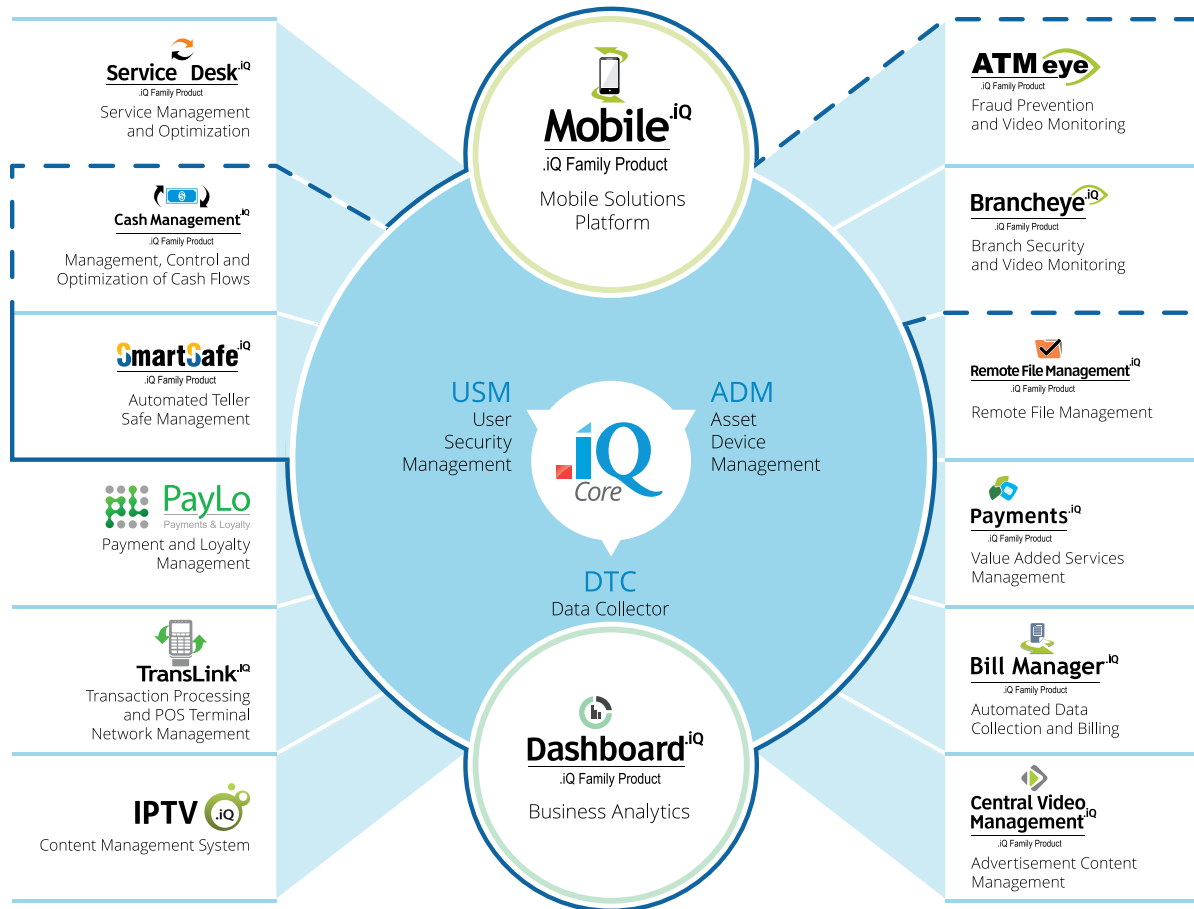 Service Desk.iQ
.iQ Family Product
Service Management
and Optimization
$
Cash Management.iQ
.iQ Family Product
Management, Control and
Optimization of Cash Flows
SmartSafe.iQ
.iQ Family Product
Automated Teller
Safe Management
PayLo
Payments & Loyalty
Payment and Loyalty
Management
TransLink.iQ
Transaction Processing
and POS Terminal
Network Management
IPTV .iQ
Content Management System
Mobile.iQ
.iQ Family Product
Mobile Solutions
Platform
USM
User
Security
Management
.iQ
Core
ADM
Asset
Device
Management
DTC
Data Collector
Dashboard.iQ
.iQ Family Product
Business Analytics
ATMeye
.iQ Family Product
Fraud Prevention
and Video Monitoring
Brancheye.iQ
.iQ Family Product
Branch Security
and Video Monitoring
Remote File Management.iQ
.iQ Family Product
Remote File Management
Payments.iQ
.iQ Family Product
Value Added Services
Management
Bill Manager.iQ
.iQ Family Product
Automated Data
Collection and Billing
Central Video
Management.iQ
.iQ Family Product
Advertisement Content
Management